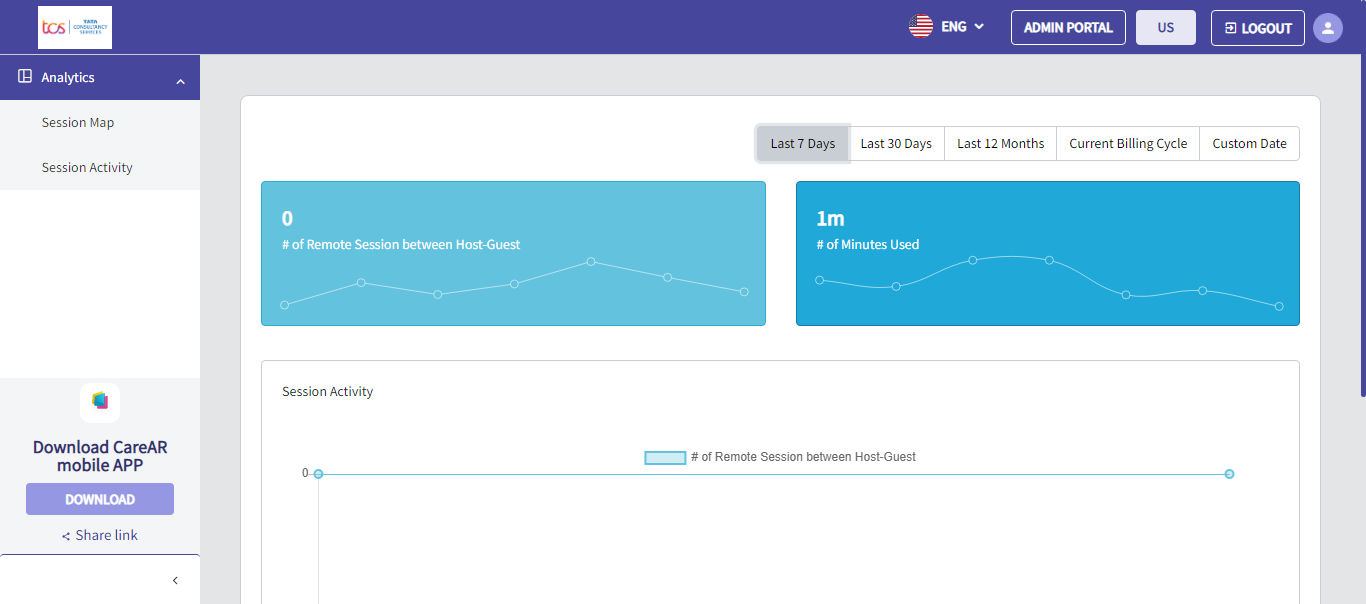 tcs TATA
CONSULTANCY
SERVICES
ENG
ADMIN PORTAL
US
LOGOUT
Analytics
Session Map
Session Activity
Download CareAR
mobile APP
DOWNLOAD
Share link
Last 7 Days
Last 30 Days
Last 12 Months
Current Billing Cycle
Custom Date
0
# of Remote Session between Host-Guest
1m
# of Minutes Used
Session Activity
# of Remote Session between Host-Guest
0